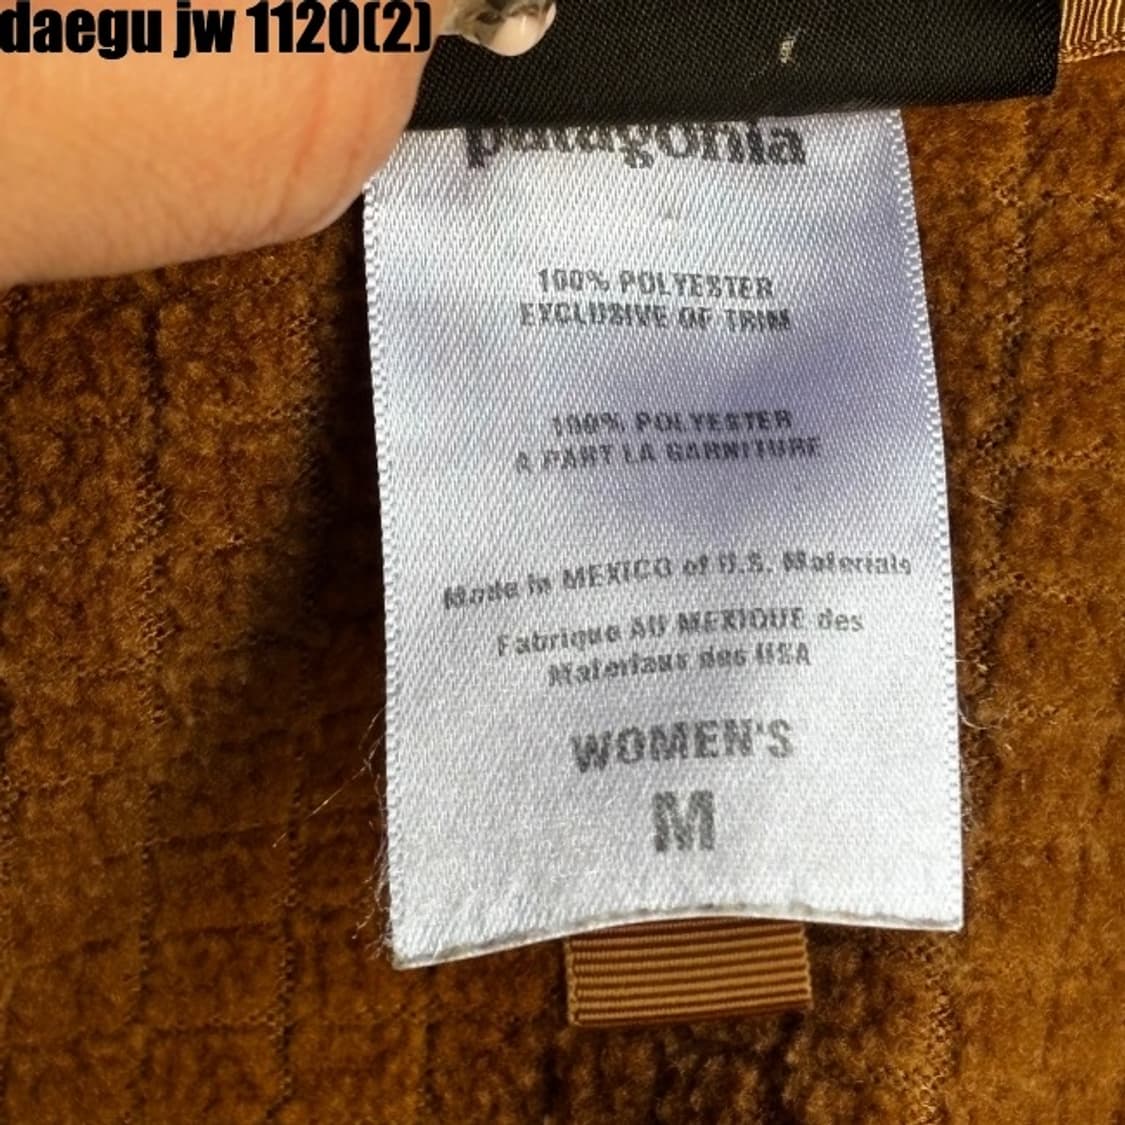 daegu jw 1120(2)
patagonia
100% POLYESTER
EXCLUSIVE OF TRIM
100% POLYESTER
A PART LA GARNITURE
Made in MEXICO of U.S. Materials
Fabrique AU MEXIQUE des
Materiaux des USA
WOMEN'S
M